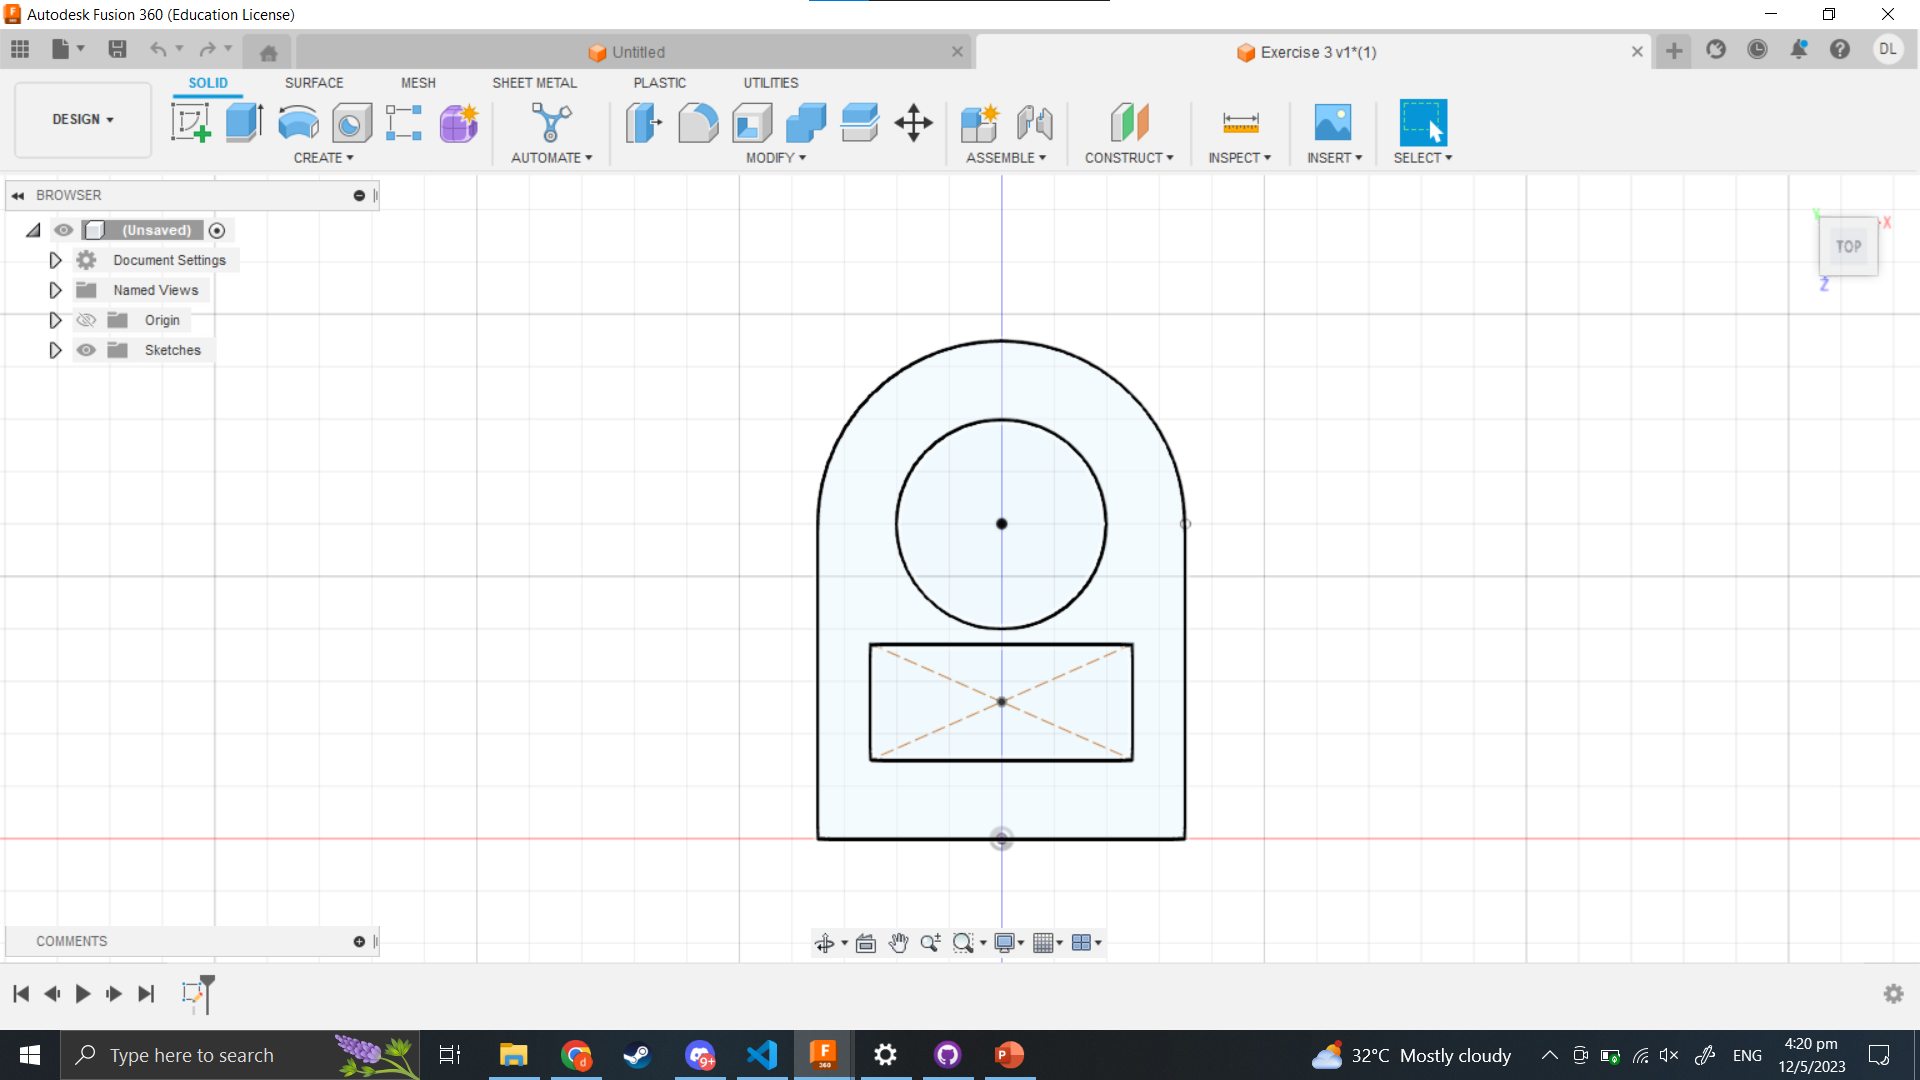 Autodesk Fusion 360 (Education License)
Untitled
Exercise 3 v1*(1)
DL
SOLID SURFACE MESH SHEET METAL PLASTIC UTILITIES
DESIGN
CREATE AUTOMATE MODIFY ASSEMBLE CONSTRUCT INSPECT INSERT SELECT
BROWSER
(Unsaved)
Document Settings
Named Views
Origin
Sketches
Y
X
TOP
Z
COMMENTS
Type here to search
9+
F
360
P
32°C Mostly cloudy
ENG
4:20 pm
12/5/2023